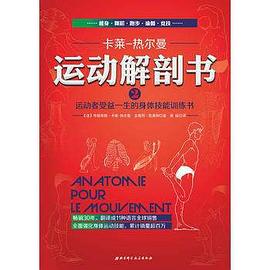 健身·舞蹈·跑步·瑜伽·竞技
卡莱-热尔曼
运动解剖书
2
运动者受益一生的身体技能训练书
ANATOMIE
POUR LE
MOUVEMENT
畅销30年,翻译成11种语言全球销售
全面强化身体运动技能,累计销量超百万